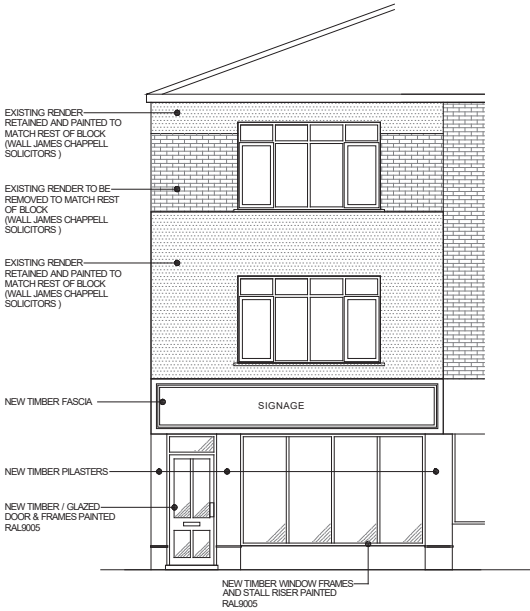 EXISTING RENDER
RETAINED AND PAINTED TO
MATCH REST OF BLOCK
(WALL JAMES CHAPPELL
SOLICITORS )
EXISTING RENDER TO BE
REMOVED TO MATCH REST
OF BLOCK
(WALL JAMES CHAPPELL
SOLICITORS )
EXISTING RENDER
RETAINED AND PAINTED TO
MATCH REST OF BLOCK
(WALL JAMES CHAPPELL
SOLICITORS )
NEW TIMBER FASCIA
SIGNAGE
NEW TIMBER PILASTERS
NEW TIMBER / GLAZED
DOOR & FRAMES PAINTED
RAL9005
NEW TIMBER WINDOW FRAMES
AND STALL RISER PAINTED
RAL9005